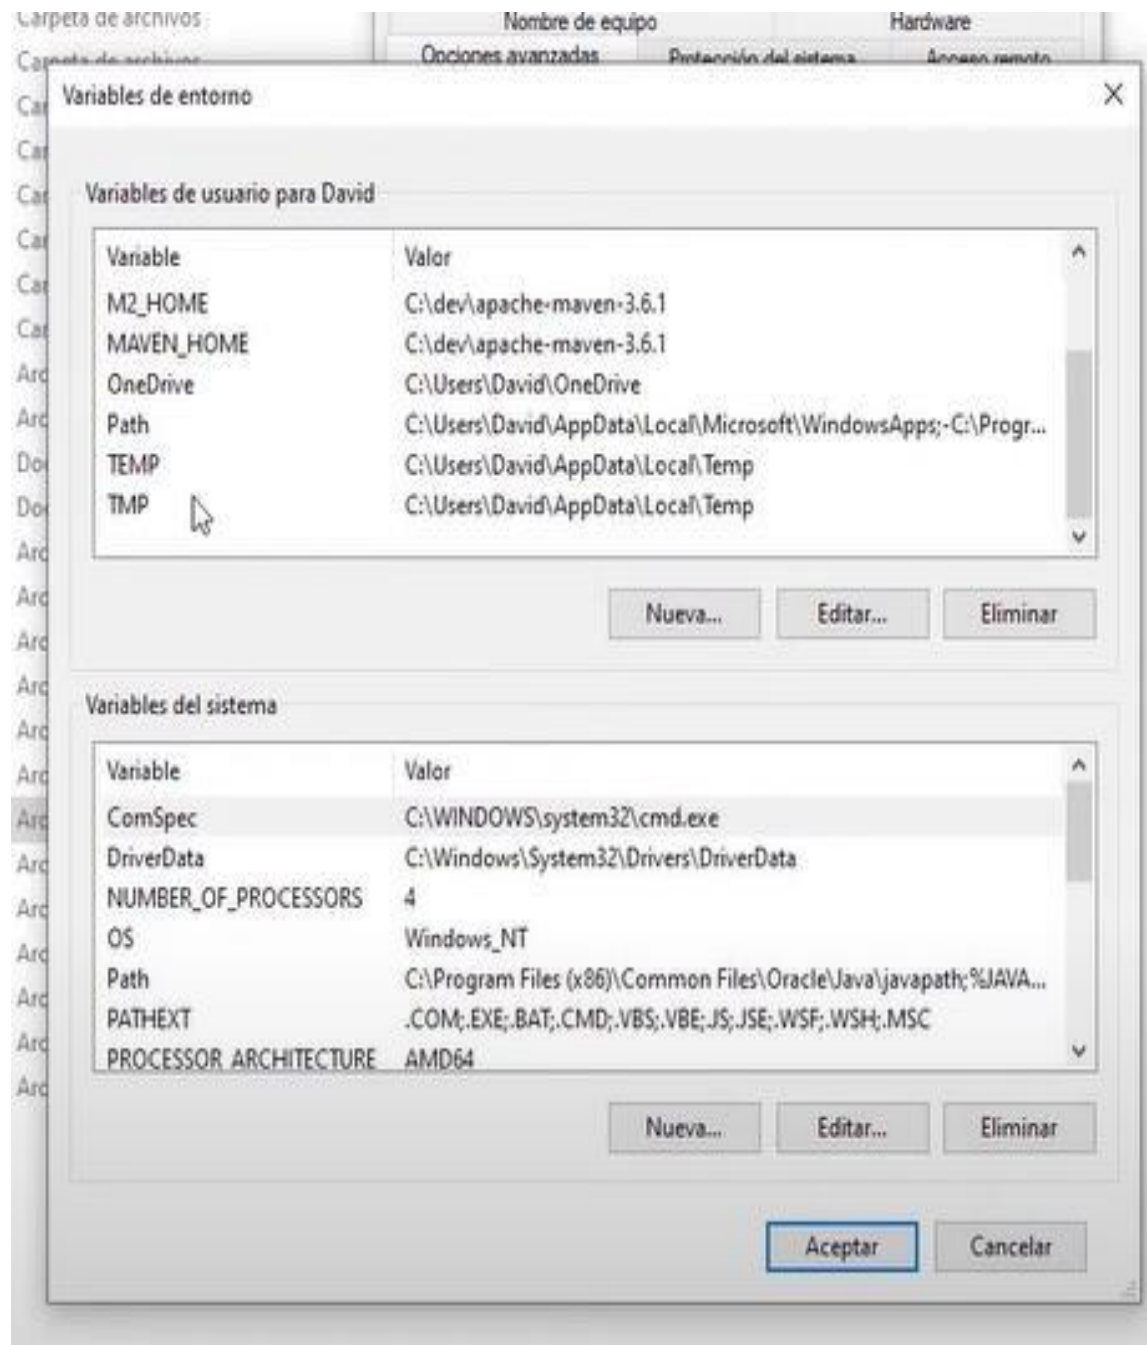 Carpeta de archivos
Nombre de equipo Hardware
Carpeta de archivos Opciones avanzadas Protección del sistema Acceso remoto
Variables de entorno
Variables de usuario para David
Variable Valor
M2_HOME C:\dev\apache-maven-3.6.1
MAVEN_HOME C:\dev\apache-maven-3.6.1
OneDrive C:\Users\David\OneDrive
Path C:\Users\David\AppData\Local\Microsoft\WindowsApps;-C:\Progr...
TEMP C:\Users\David\AppData\Local\Temp
TMP C:\Users\David\AppData\Local\Temp
Nueva... Editar... Eliminar
Variables del sistema
Variable Valor
ComSpec C:\WINDOWS\system32\cmd.exe
DriverData C:\Windows\System32\Drivers\DriverData
NUMBER_OF_PROCESSORS 4
OS Windows_NT
Path C:\Program Files (x86)\Common Files\Oracle\Java\javapath;%JAVA...
PATHEXT .COM;.EXE;.BAT;.CMD;.VBS;.VBE;.JS;.JSE;.WSF;.WSH;.MSC
PROCESSOR_ARCHITECTURE AMD64
Nueva... Editar... Eliminar
Aceptar Cancelar